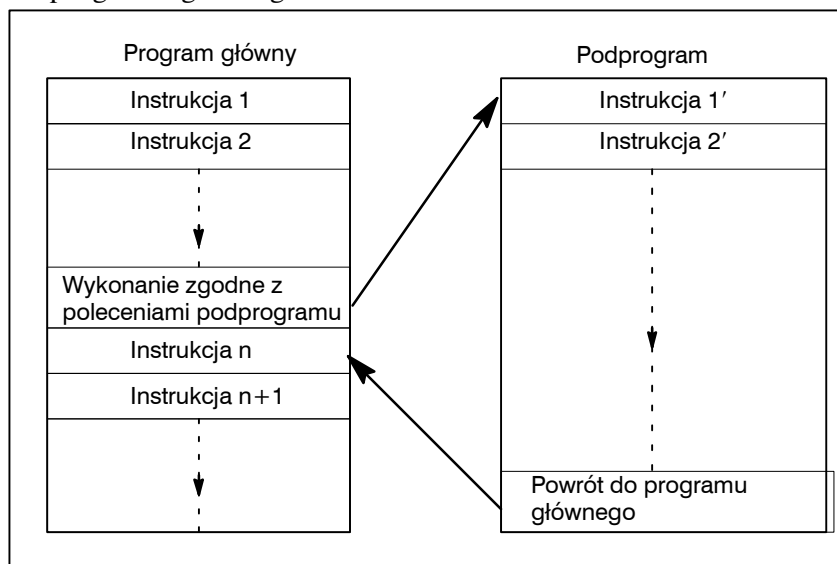 Program główny
Instrukcja 1
Instrukcja 2
Wykonanie zgodne z
poleceniami podprogramu
Instrukcja n
Instrukcja n+1
Podprogram
Instrukcja 1′
Instrukcja 2′
Powrót do programu
głównego